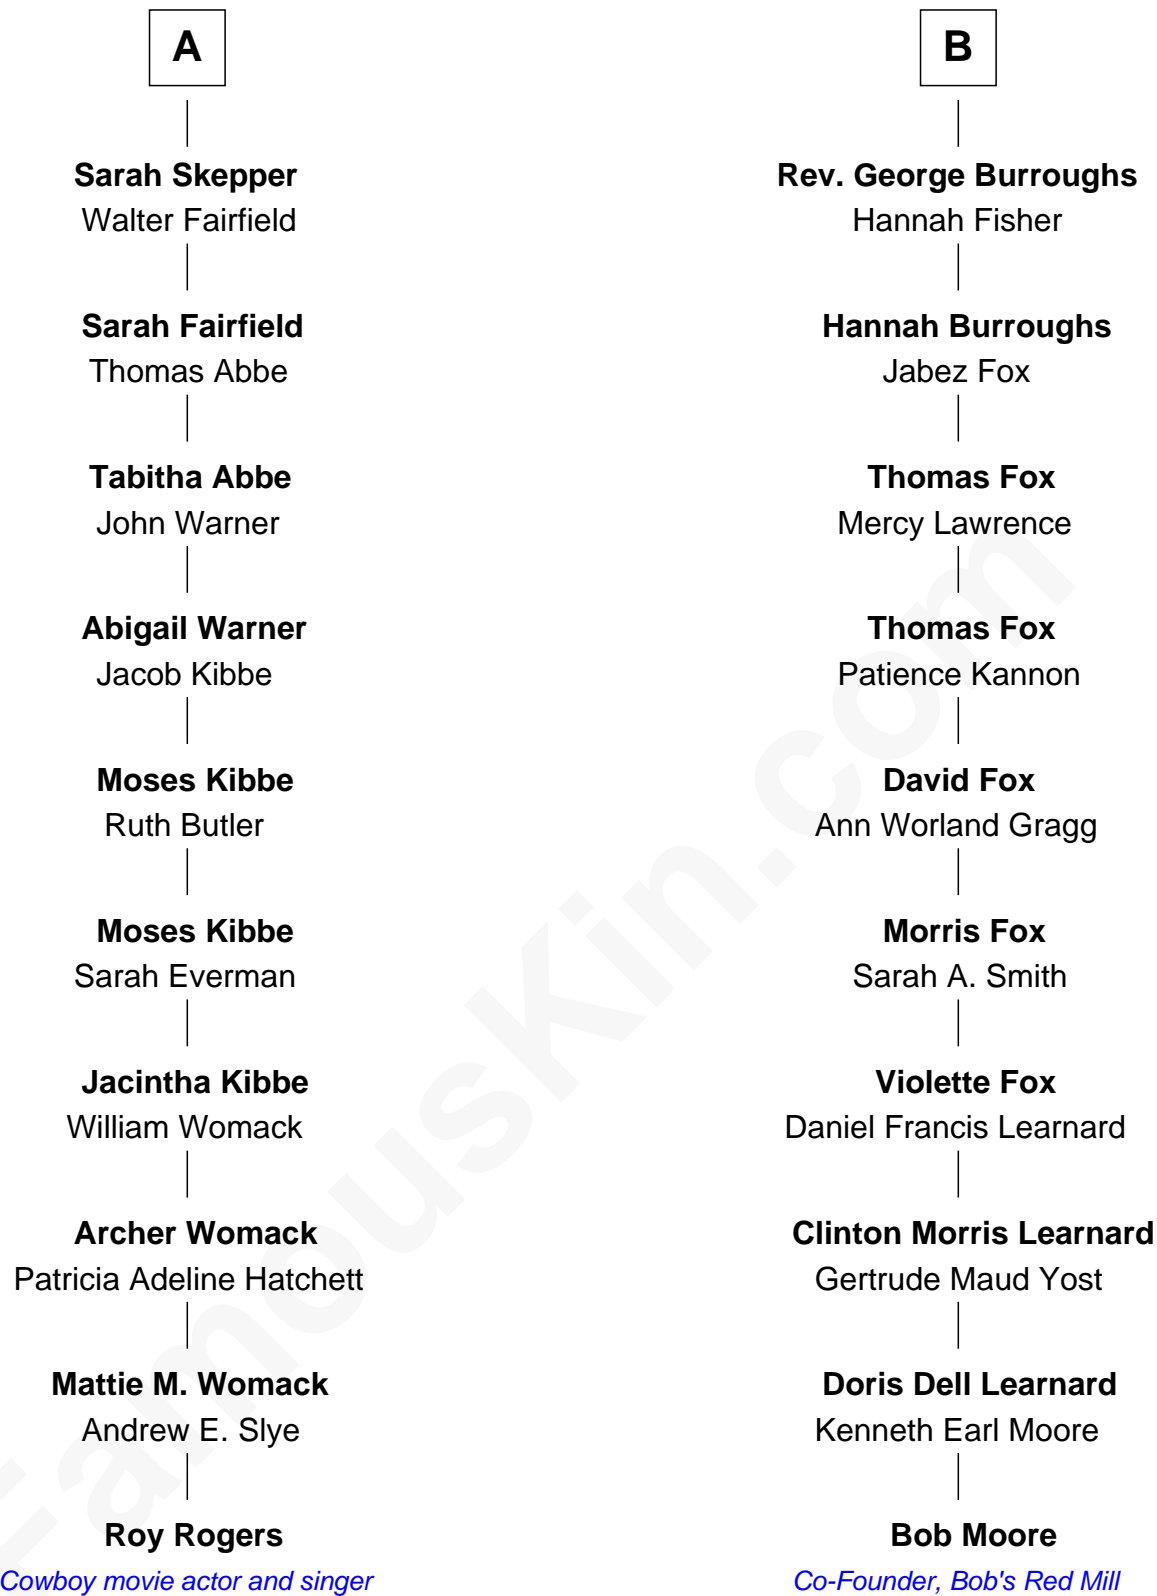 A
Sarah Skepper
Walter Fairfield
Sarah Fairfield
Thomas Abbe
Tabitha Abbe
John Warner
Abigail Warner
Jacob Kibbe
Moses Kibbe
Ruth Butler
Moses Kibbe
Sarah Everman
Jacintha Kibbe
William Womack
Archer Womack
Patricia Adeline Hatchett
Mattie M. Womack
Andrew E. Slye
Roy Rogers
Cowboy movie actor and singer
B
Rev. George Burroughs
Hannah Fisher
Hannah Burroughs
Jabez Fox
Thomas Fox
Mercy Lawrence
Thomas Fox
Patience Kannon
David Fox
Ann Worland Gragg
Morris Fox
Sarah A. Smith
Violette Fox
Daniel Francis Learnard
Clinton Morris Learnard
Gertrude Maud Yost
Doris Dell Learnard
Kenneth Earl Moore
Bob Moore
Co-Founder, Bob's Red Mill
FamousKin.com